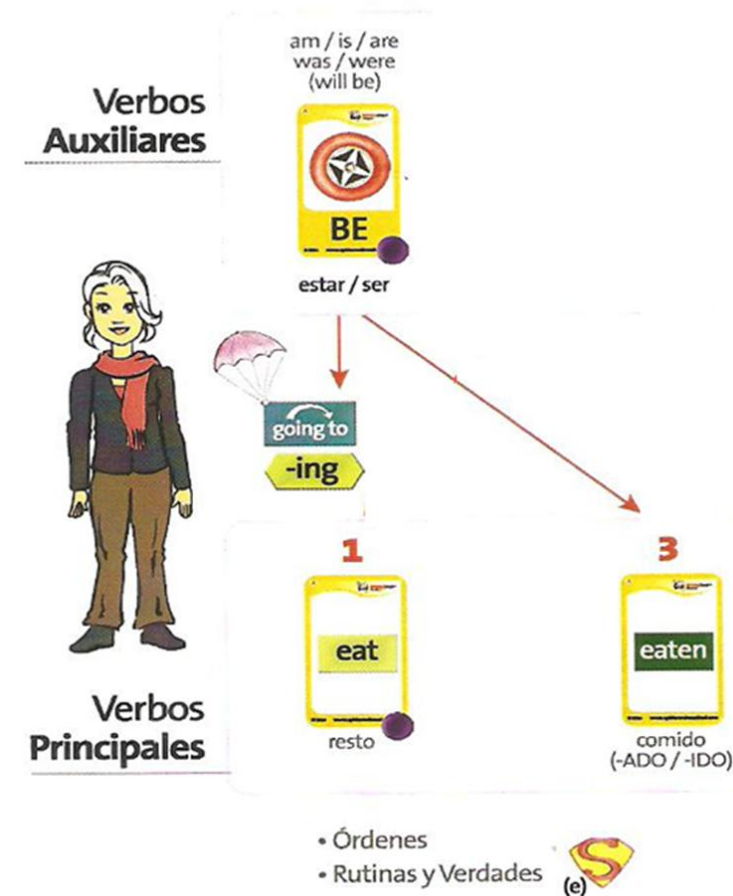 am / is / are
was / were
(will be)
Verbos
Auxiliares
BE
estar / ser
going to
-ing
1
3
eat
eaten
Verbos
Principales
resto
comido
(-ADO / -IDO)
• Órdenes
• Rutinas y Verdades
S
(e)